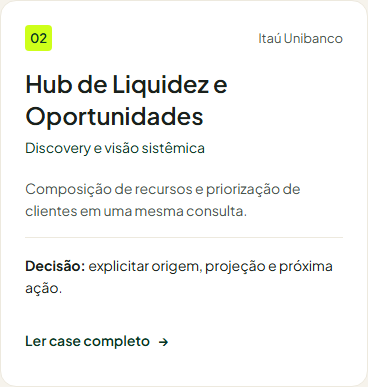 02
Itaú Unibanco
Hub de Liquidez e
Oportunidades
Discovery e visão sistêmica
Composição de recursos e priorização de
clientes em uma mesma consulta.
Decisão: explicitar origem, projeção e próxima
ação.
Ler case completo →